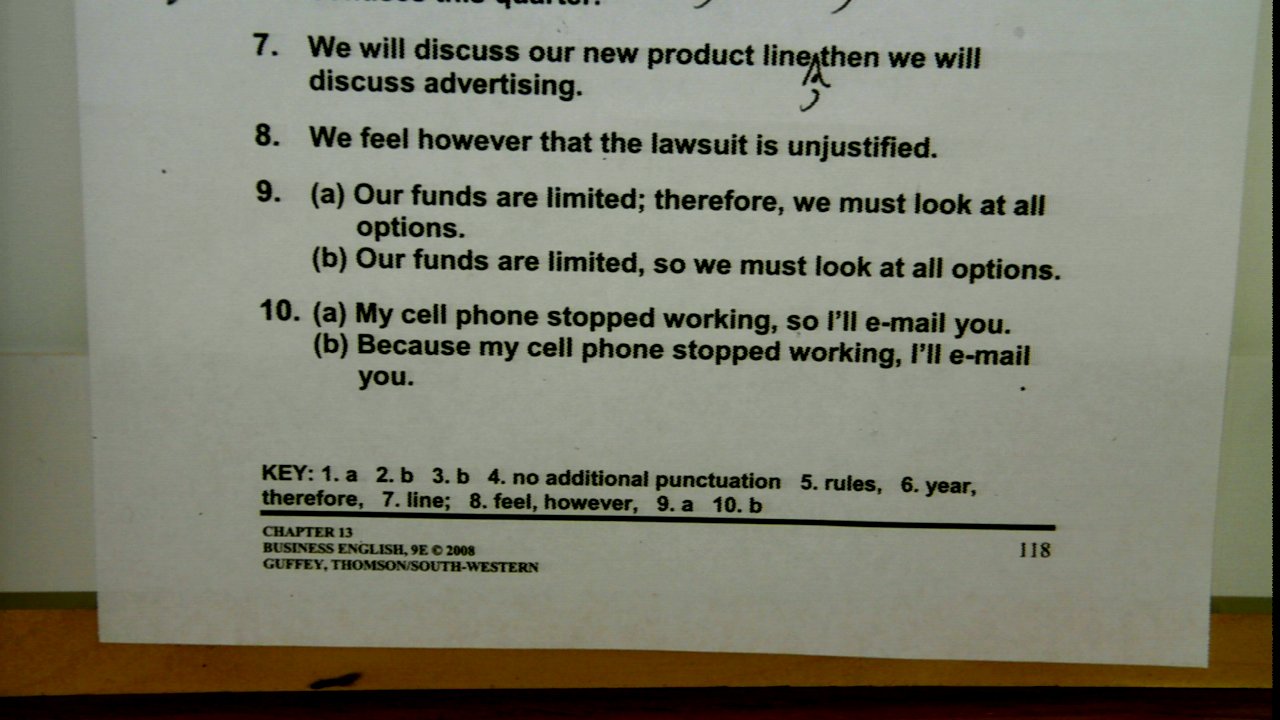 7. We will discuss our new product line then we will
discuss advertising.
8. We feel however that the lawsuit is unjustified.
9. (a) Our funds are limited; therefore, we must look at all
options.
(b) Our funds are limited, so we must look at all options.
10. (a) My cell phone stopped working, so I'll e-mail you.
(b) Because my cell phone stopped working, I'll e-mail
you.
KEY: 1. a 2. b 3. b 4. no additional punctuation 5. rules, 6. year,
therefore, 7. line; 8. feel, however, 9. a 10. b
CHAPTER 13
BUSINESS ENGLISH, 9E © 2008
GUFFEY, THOMSON/SOUTH-WESTERN
118